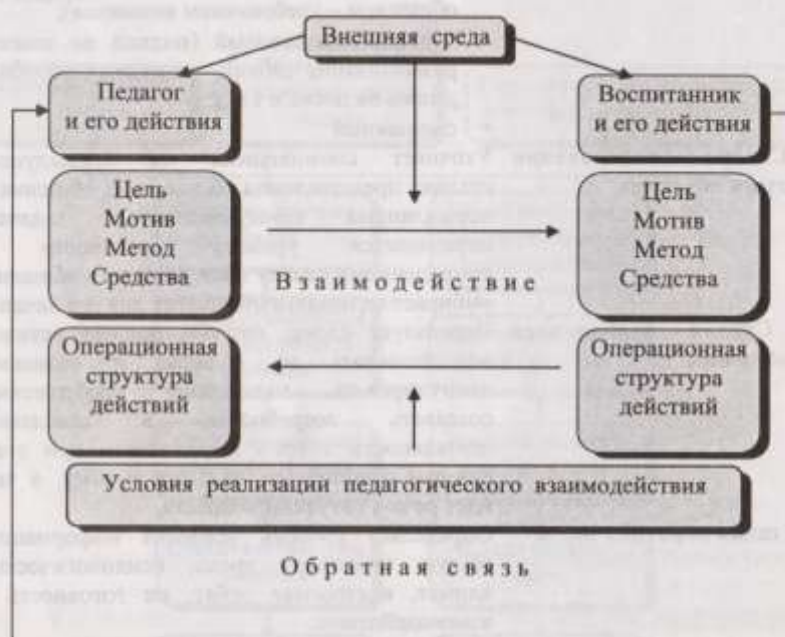 Внешняя среда
Педагог
и его действия
Воспитанник
и его действия
Цель
Мотив
Метод
Средства
Взаимодействие
Цель
Мотив
Метод
Средства
Операционная
структура
действий
Операционная
структура
действий
Условия реализации педагогического взаимодействия
Обратная связь